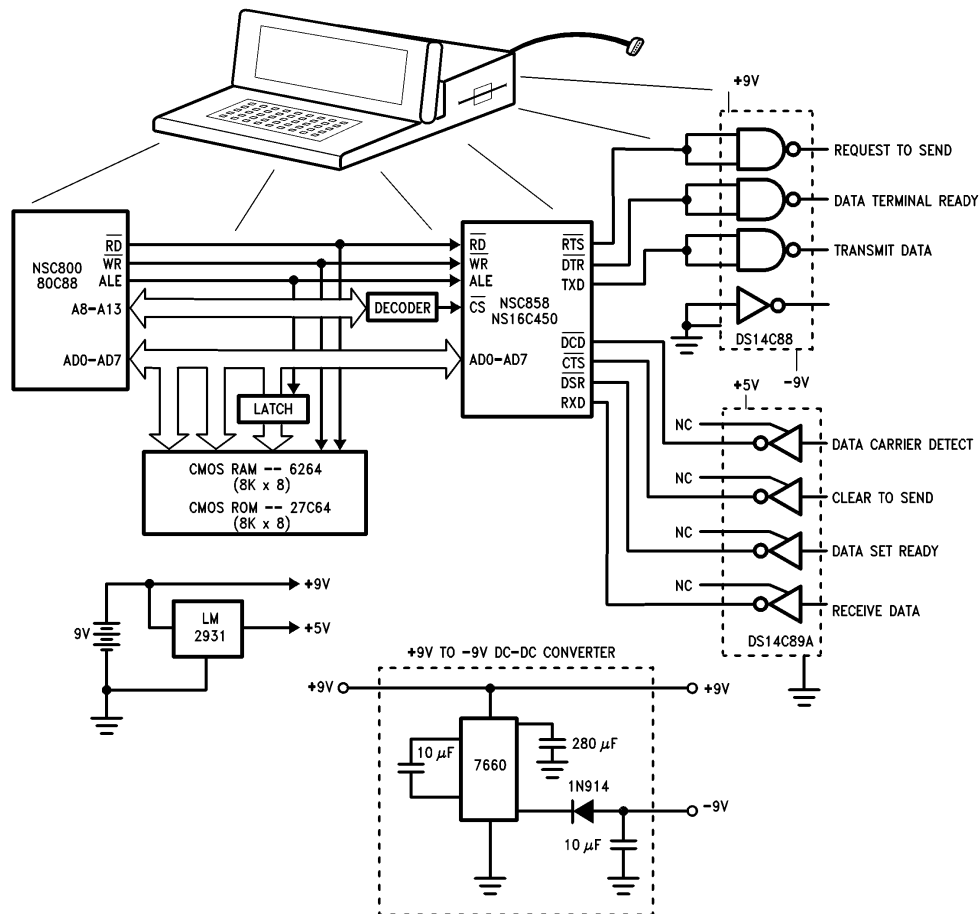 +9V
REQUEST TO SEND
DATA TERMINAL READY
TRANSMIT DATA
DS14C88
-9V
NSC800
80C88
RD
WR
ALE
A8-A13
AD0-AD7
DECODER
LATCH
RD
WR
ALE
CS
AD0-AD7
NSC858
NS16C450
RTS
DTR
TXD
DCD
CTS
DSR
RXD
CMOS RAM -- 6264
(8K x 8)
CMOS ROM -- 27C64
(8K x 8)
+5V
NC
DATA CARRIER DETECT
NC
CLEAR TO SEND
NC
DATA SET READY
NC
RECEIVE DATA
DS14C89A
9V
LM
2931
+9V
+5V
+9V TO -9V DC-DC CONVERTER
+9V
+9V
10 μF
7660
280 μF
1N914
-9V
10 μF